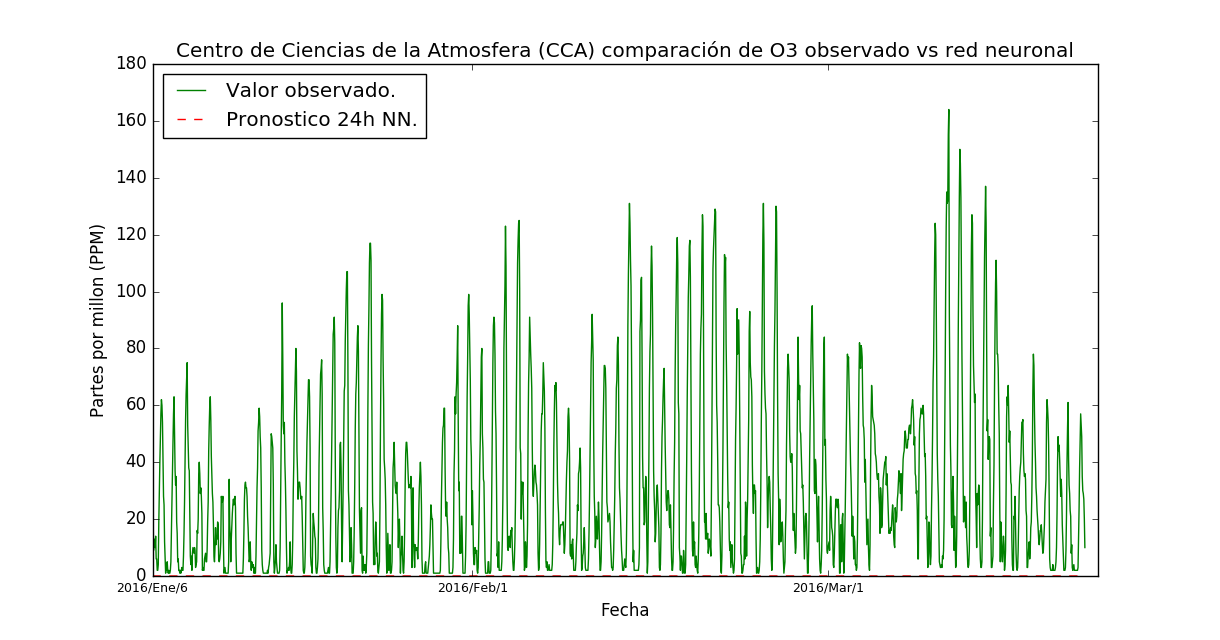 Centro de Ciencias de la Atmosfera (CCA) comparación de O3 observado vs red neuronal
180
160
140
120
100
80
60
40
20
0
Partes por millon (PPM)
Valor observado.
Pronostico 24h NN.
2016/Ene/6
2016/Feb/1
2016/Mar/1
Fecha